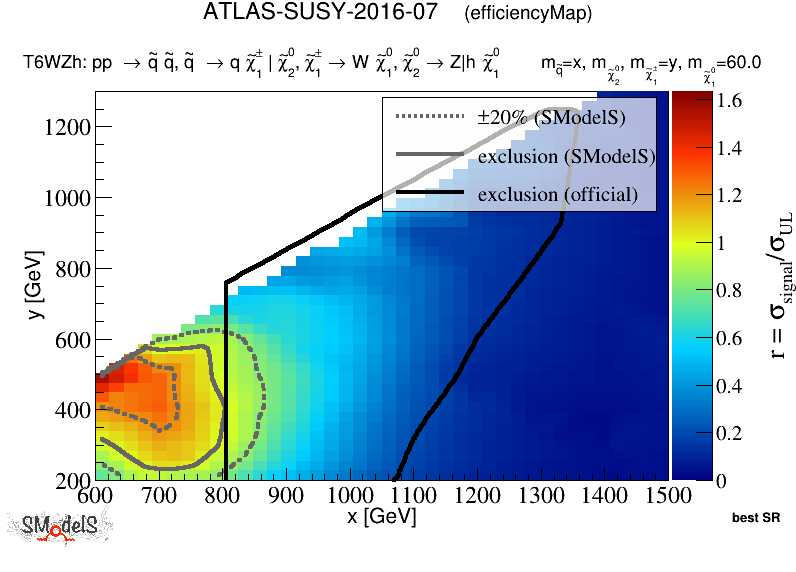 ATLAS-SUSY-2016-07 (efficiencyMap)
T6WZh: pp → q̃ q̃, q̃ → q χ̃₁± | χ̃₂⁰, χ̃₁± → W χ̃₁⁰, χ̃₂⁰ → Z|h χ̃₁⁰ m_q̃=x, m_χ̃₂⁰, m_χ̃₁±=y, m_χ̃₁⁰=60.0
±20% (SModelS)
exclusion (SModelS)
exclusion (official)
y [GeV]
1200
1000
800
600
400
200
600 700 800 900 1000 1100 1200 1300 1400 1500
x [GeV]
1.6
1.4
1.2
1
0.8
0.6
0.4
0.2
0
r = σ_signal/σ_UL
SModelS
best SR